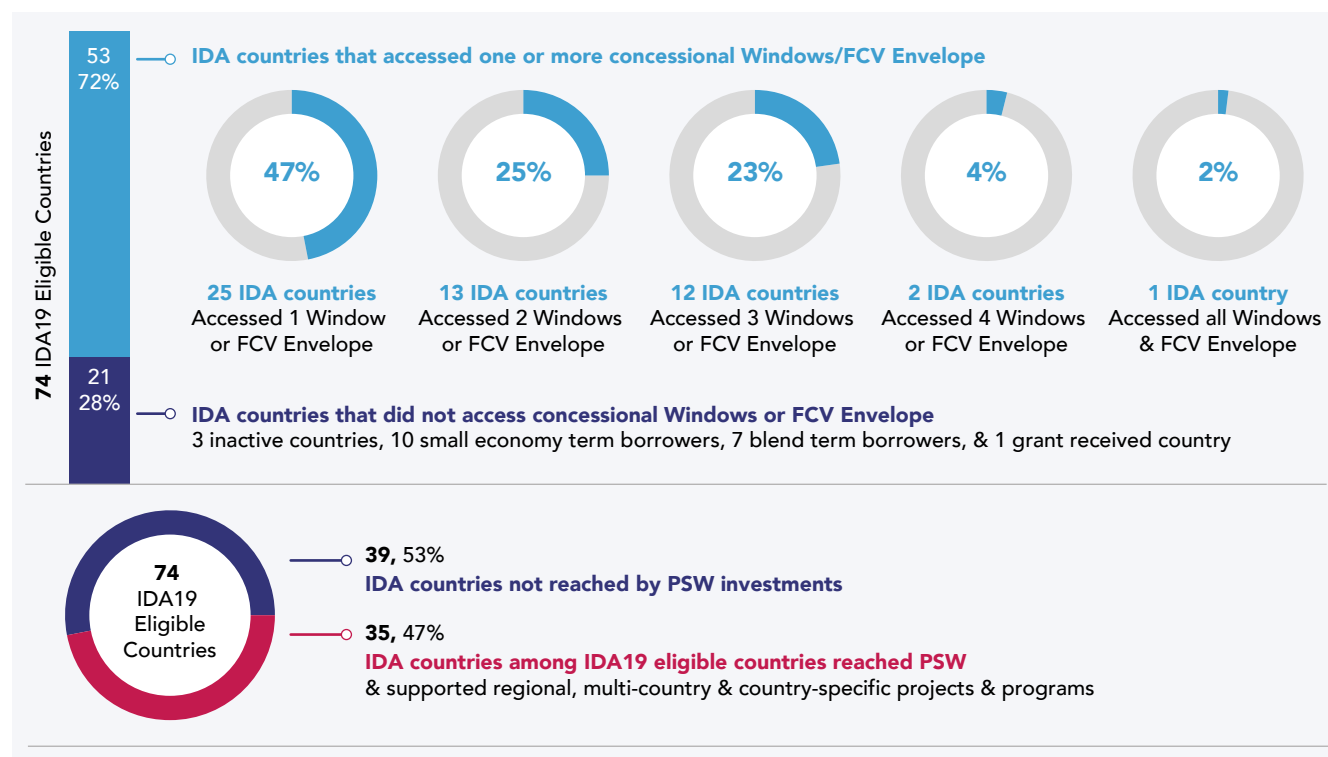 74 IDA19 Eligible Countries
53
72%
IDA countries that accessed one or more concessional Windows/FCV Envelope
47%
25 IDA countries
Accessed 1 Window
or FCV Envelope
25%
13 IDA countries
Accessed 2 Windows
or FCV Envelope
23%
12 IDA countries
Accessed 3 Windows
or FCV Envelope
4%
2 IDA countries
Accessed 4 Windows
or FCV Envelope
2%
1 IDA country
Accessed all Windows
& FCV Envelope
21
28%
IDA countries that did not access concessional Windows or FCV Envelope
3 inactive countries, 10 small economy term borrowers, 7 blend term borrowers, & 1 grant received country
74
IDA19
Eligible
Countries
39, 53%
IDA countries not reached by PSW investments
35, 47%
IDA countries among IDA19 eligible countries reached PSW
& supported regional, multi-country & country-specific projects & programs